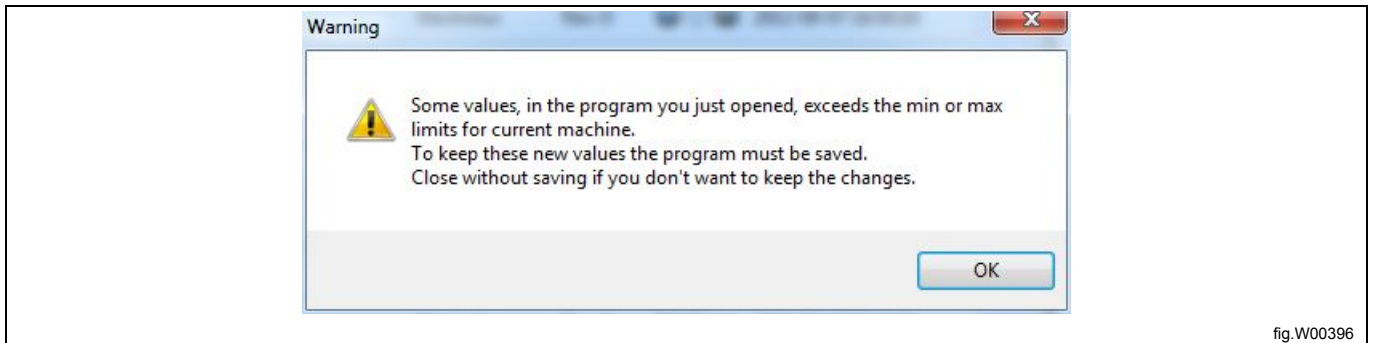 Warning
Some values, in the program you just opened, exceeds the min or max
limits for current machine.
To keep these new values the program must be saved.
Close without saving if you don't want to keep the changes.
OK
fig.W00396